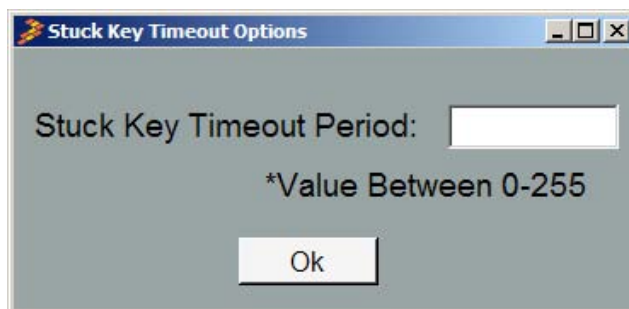 Stuck Key Timeout Options
Stuck Key Timeout Period:
*Value Between 0-255
Ok